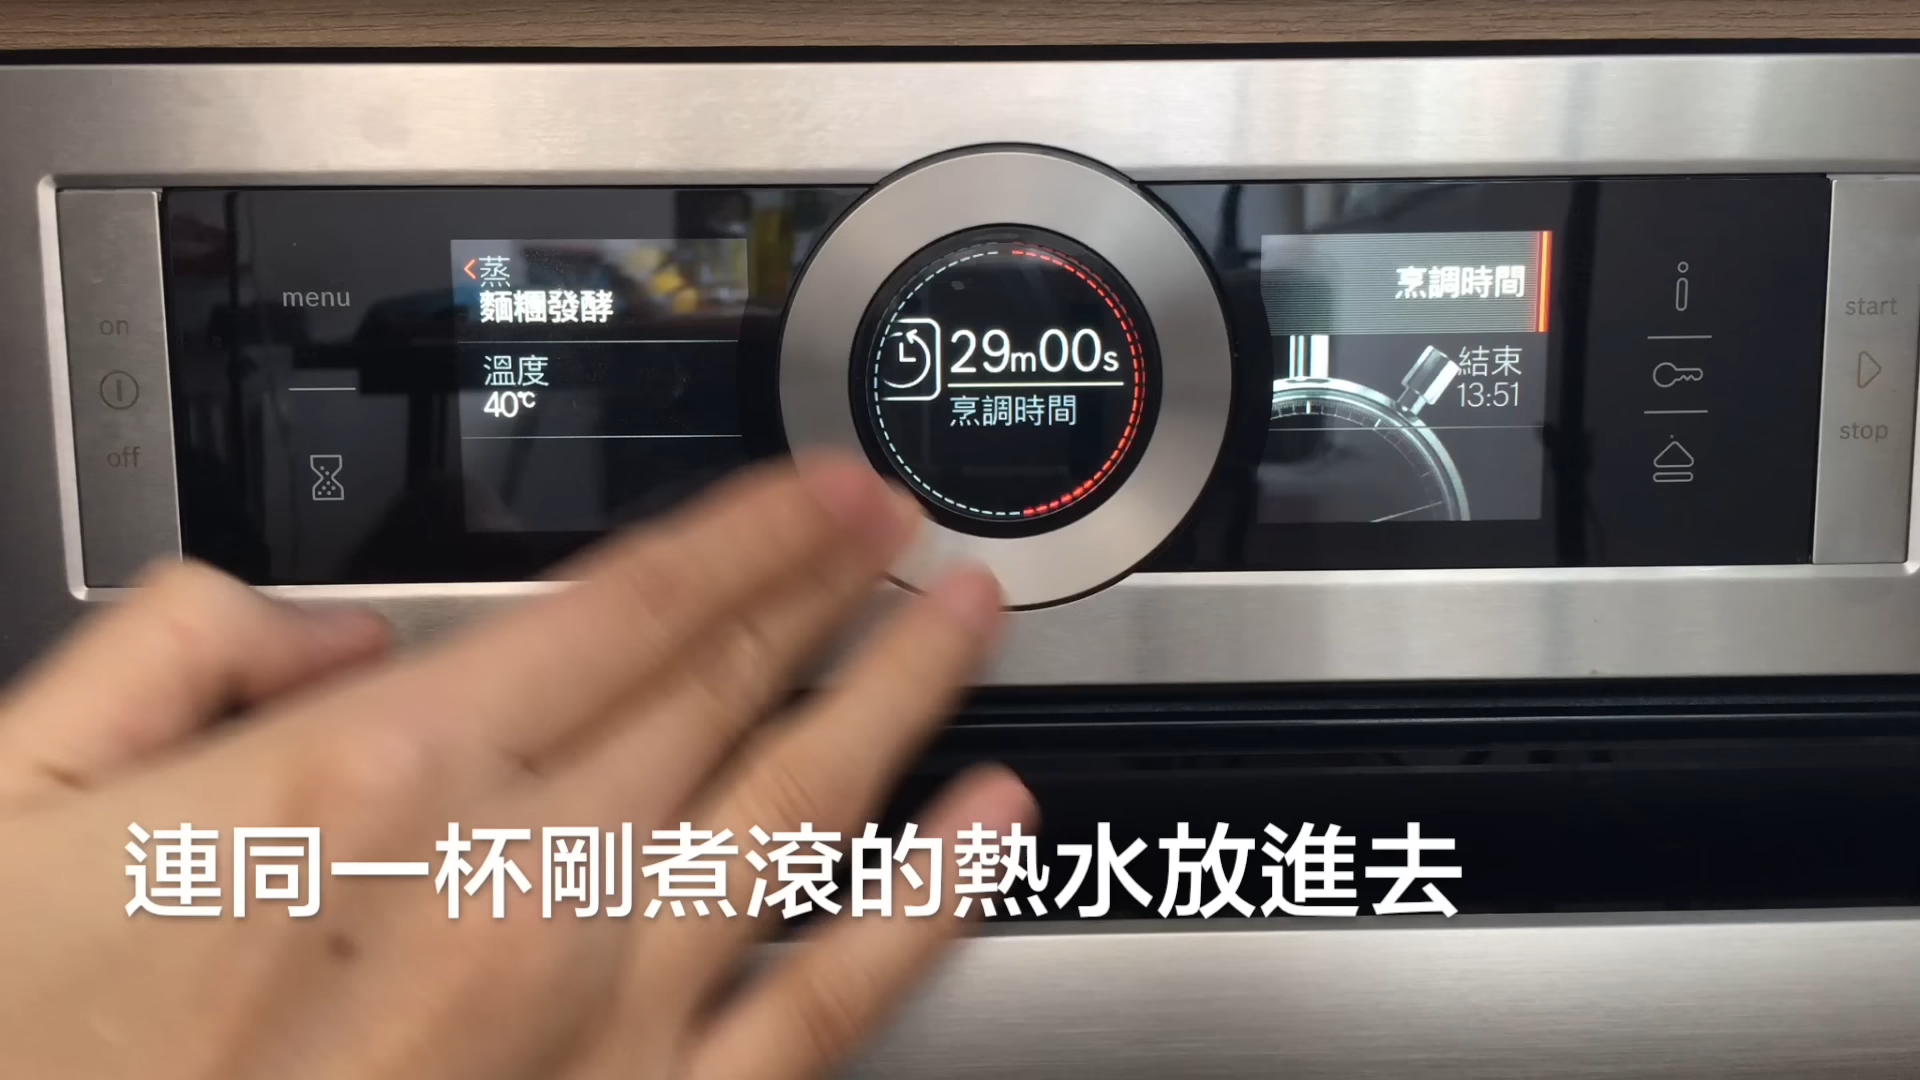 on
off
menu
蒸
麵糰發酵
溫度
40℃
29m00s
烹調時間
烹調時間
結束
13:51
start
stop
連同一杯剛煮滾的熱水放進去